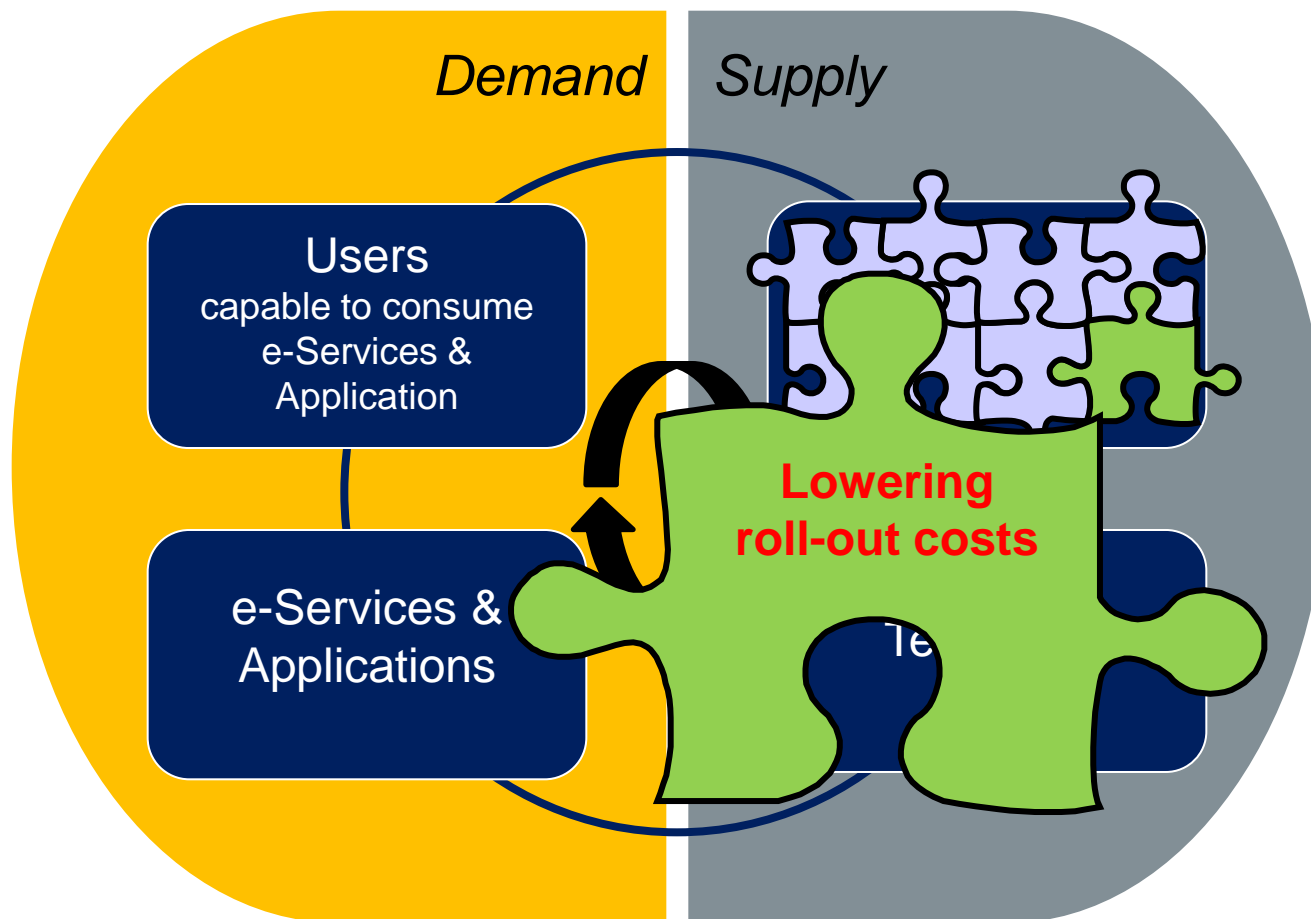 Demand
Supply
Users
capable to consume
e-Services &
Application
Lowering
roll-out costs
e-Services &
Applications